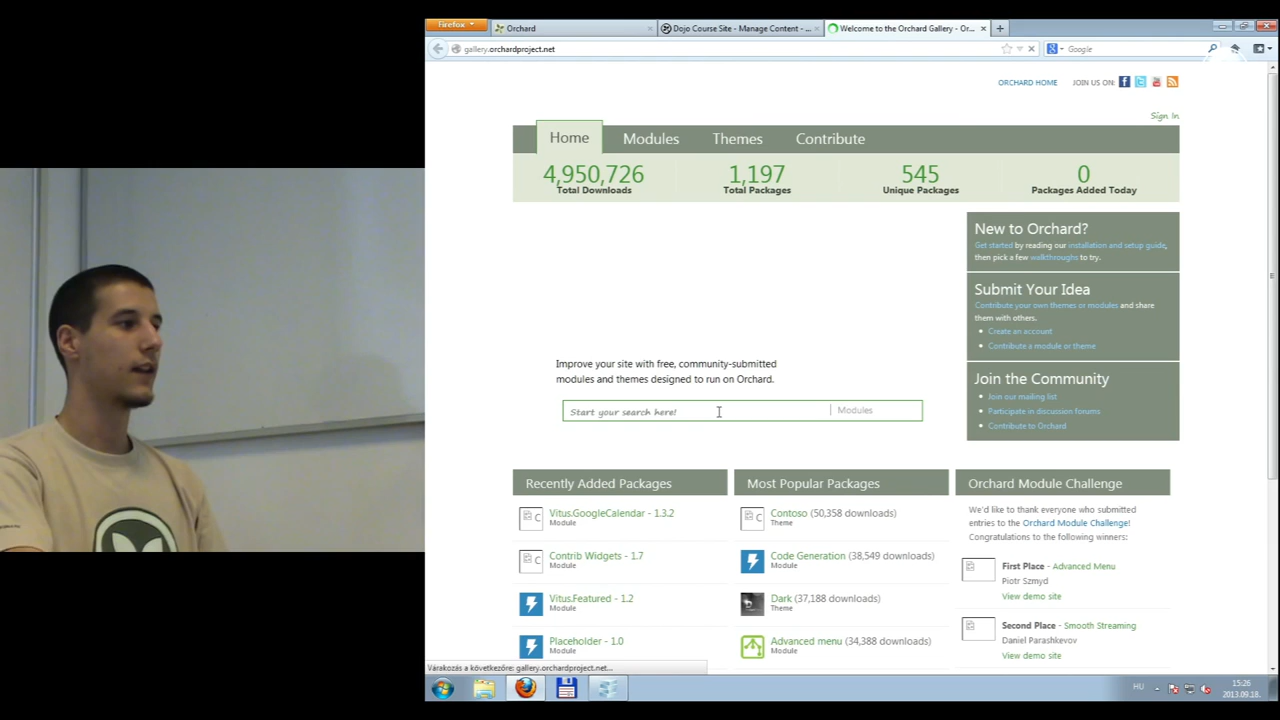 Firefox
Orchard
Dojo Course Site - Manage Content - ...
Welcome to the Orchard Gallery - Or...
gallery.orchardproject.net
Google
ORCHARD HOME
JOIN US ON:
Sign In
Home
Modules
Themes
Contribute
4,950,726
1,197
545
0
Total Downloads
Total Packages
Unique Packages
Packages Added Today
New to Orchard?
Get started by reading our installation and setup guide,
then pick a few walkthroughs to try.
Submit Your Idea
Contribute your own themes or modules and share
them with others.
Create an account
Contribute a module or theme
Improve your site with free, community-submitted
modules and themes designed to run on Orchard.
Start your search here!
Modules
Join the Community
Join our mailing list
Participate in discussion forums
Contribute to Orchard
Recently Added Packages
Vitus.GoogleCalendar - 1.3.2
Module
Contrib Widgets - 1.7
Module
Vitus.Featured - 1.2
Module
Placeholder - 1.0
Module
Most Popular Packages
Contoso (50,358 downloads)
Theme
Code Generation (38,549 downloads)
Module
Dark (37,188 downloads)
Theme
Advanced menu (34,388 downloads)
Module
Orchard Module Challenge
We'd like to thank everyone who submitted
entries to the Orchard Module Challenge!
Congratulations to the following winners:
First Place - Advanced Menu
Piotr Szmyd
View demo site
Second Place - Smooth Streaming
Daniel Parashkevov
View demo site
Várakozás a következőre: gallery.orchardproject.net...
HU
15:26
2013.09.18.